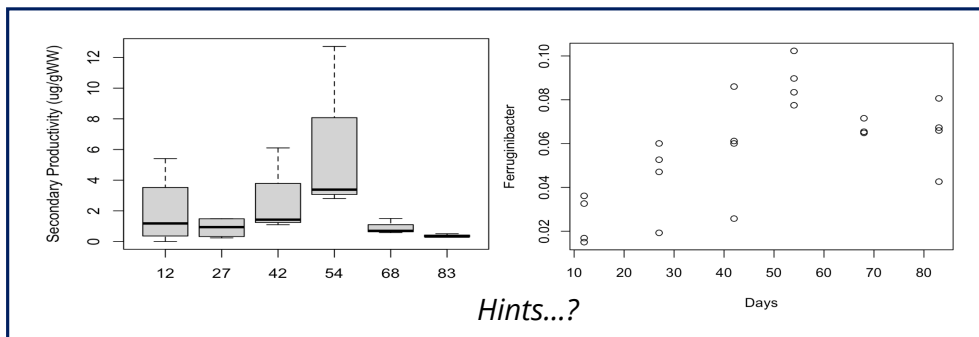 Secondary Productivity (ug/gWW)
12
10
8
6
4
2
0
12 27 42 54 68 83
Ferruginibacter
0.10
0.08
0.06
0.04
0.02
10 20 30 40 50 60 70 80
Days
Hints...?